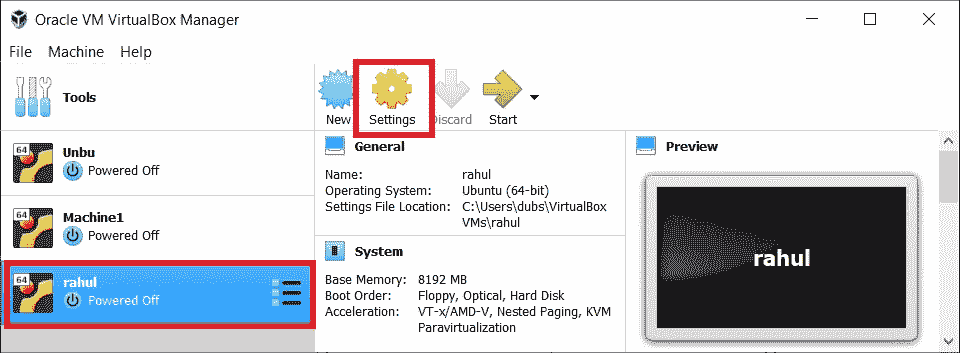 Oracle VM VirtualBox Manager
File Machine Help
Tools
New Settings Discard Start
64 Unbu
Powered Off
64 Machine1
Powered Off
64 rahul
Powered Off
General
Name: rahul
Operating System: Ubuntu (64-bit)
Settings File Location: C:\Users\dubs\VirtualBox
VMs\rahul
System
Base Memory: 8192 MB
Boot Order: Floppy, Optical, Hard Disk
Acceleration: VT-x/AMD-V, Nested Paging, KVM
Paravirtualization
Preview
rahul